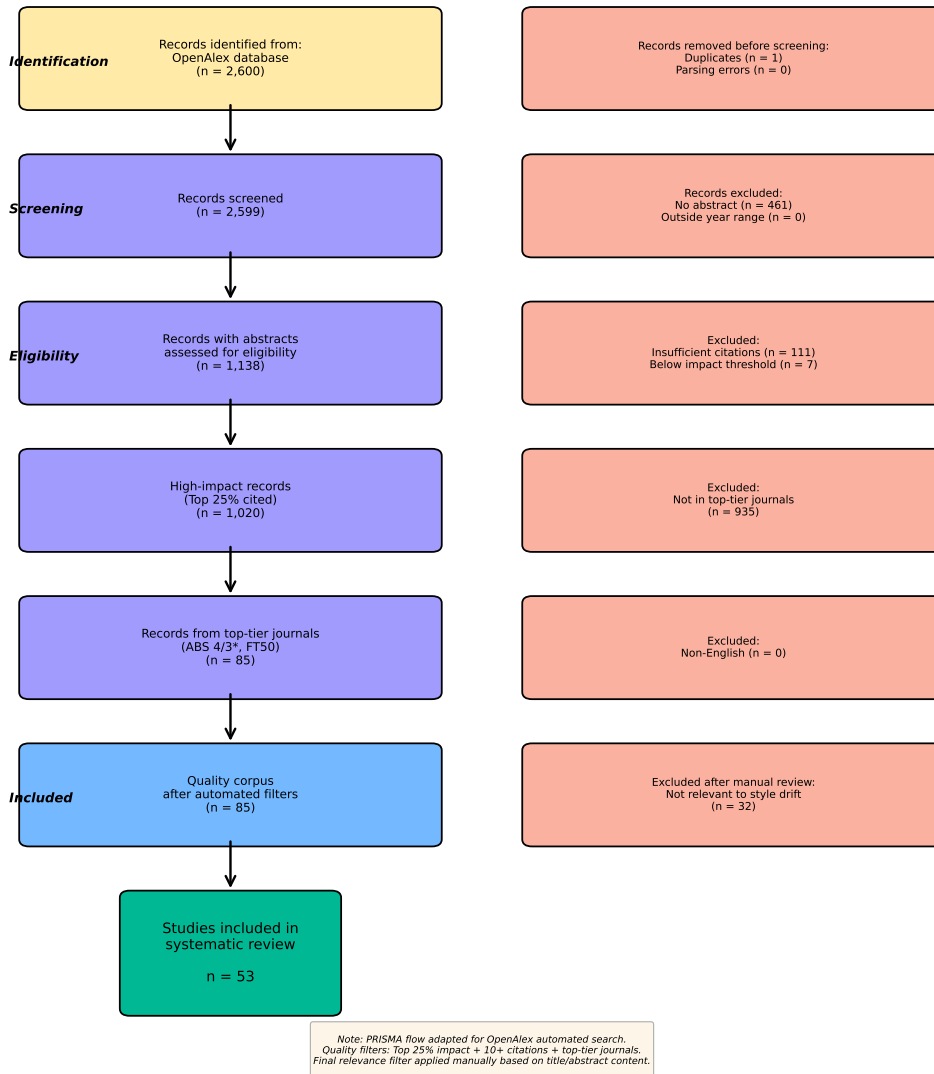 Identification
Records identified from:
OpenAlex database
(n = 2,600)
Records removed before screening:
Duplicates (n = 1)
Parsing errors (n = 0)
Screening
Records screened
(n = 2,599)
Records excluded:
No abstract (n = 461)
Outside year range (n = 0)
Eligibility
Records with abstracts
assessed for eligibility
(n = 1,138)
Excluded:
Insufficient citations (n = 111)
Below impact threshold (n = 7)
High-impact records
(Top 25% cited)
(n = 1,020)
Excluded:
Not in top-tier journals
(n = 935)
Records from top-tier journals
(ABS 4/3*, FT50)
(n = 85)
Excluded:
Non-English (n = 0)
Included
Quality corpus
after automated filters
(n = 85)
Excluded after manual review:
Not relevant to style drift
(n = 32)
Studies included in
systematic review
n = 53
Note: PRISMA flow adapted for OpenAlex automated search.
Quality filters: Top 25% impact + 10+ citations + top-tier journals.
Final relevance filter applied manually based on title/abstract content.